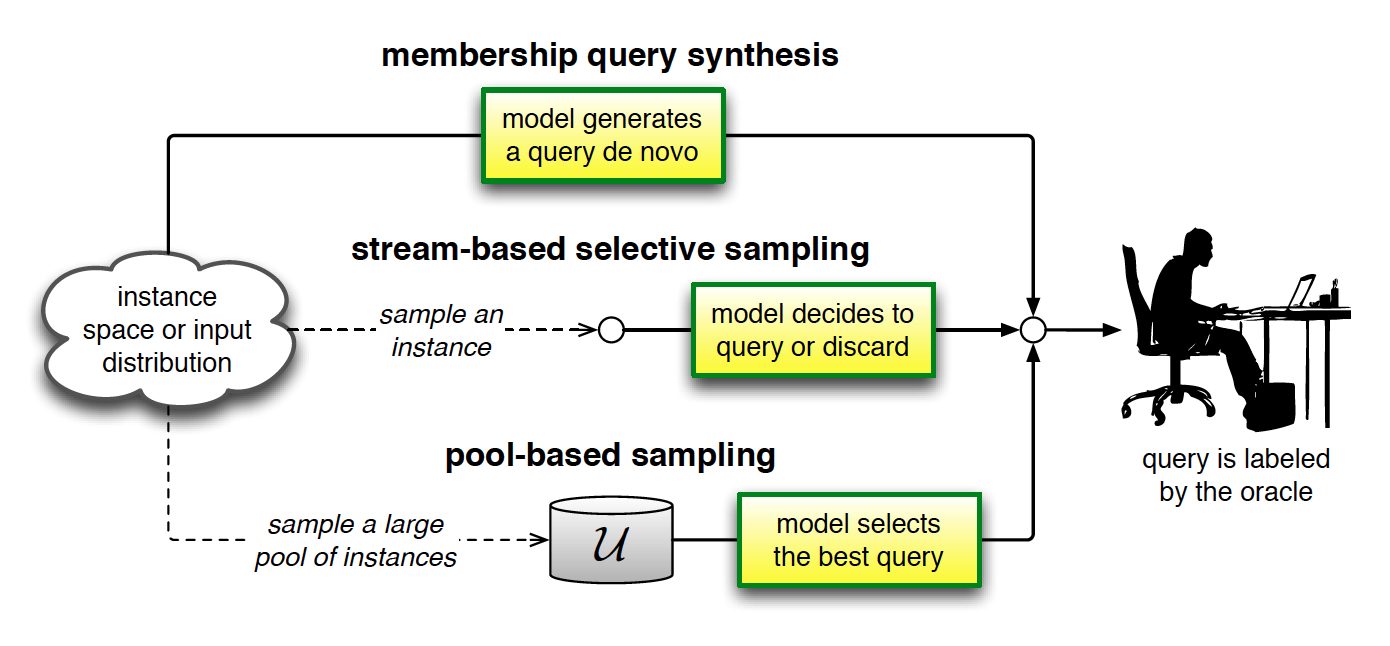 membership query synthesis
model generates
a query de novo
stream-based selective sampling
instance
space or input
distribution
sample an
instance
model decides to
query or discard
pool-based sampling
sample a large
pool of instances
𝒰
model selects
the best query
query is labeled
by the oracle